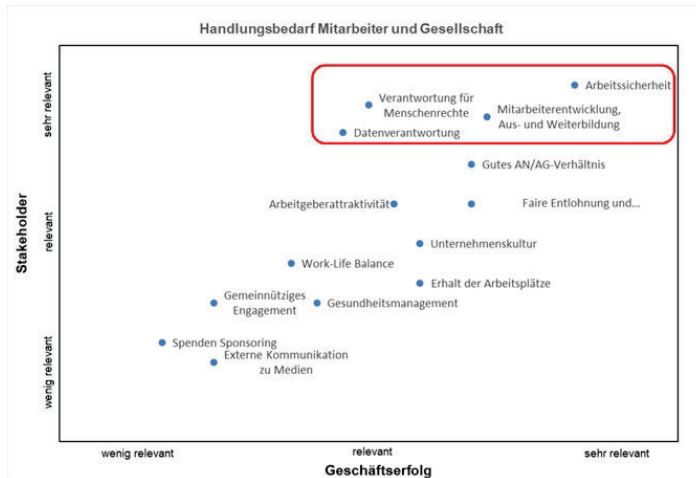 Handlungsbedarf Mitarbeiter und Gesellschaft
Arbeitssicherheit
Verantwortung für
Menschenrechte
Mitarbeiterentwicklung,
Aus- und Weiterbildung
Datenverantwortung
Gutes AN/AG-Verhältnis
Arbeitgeberattraktivität
Faire Entlohnung und...
Unternehmenskultur
Work-Life Balance
Erhalt der Arbeitsplätze
Gemeinnütziges
Engagement
Gesundheitsmanagement
Spenden Sponsoring
Externe Kommunikation
zu Medien
Stakeholder
sehr relevant
relevant
wenig relevant
wenig relevant
relevant
sehr relevant
Geschäftserfolg